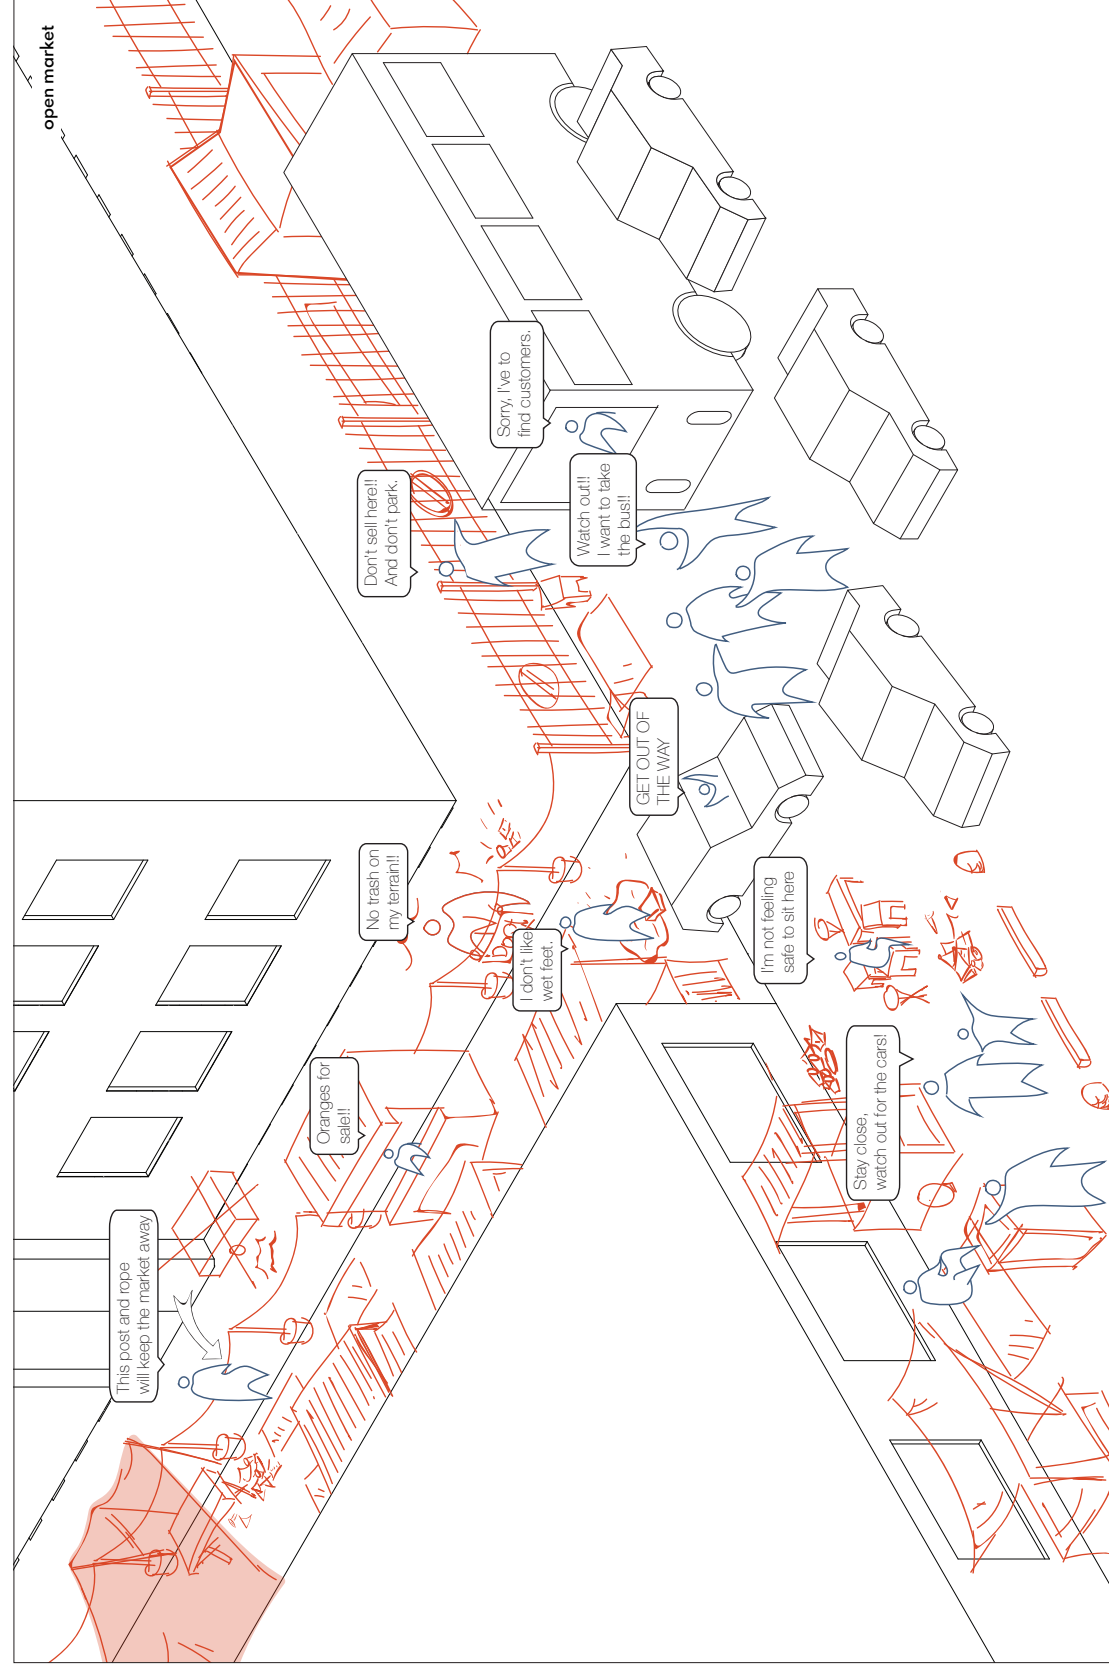 open market
This post and rope
will keep the market away
Oranges for
sale!!
No trash on
my terrain!!
Don't sell here!!
And don't park.
Sorry, I've to
find customers.
I don't like
wet feet.
Watch out!!
I want to take
the bus!!
GET OUT OF
THE WAY
I'm not feeling
safe to sit here
Stay close,
watch out for the cars!